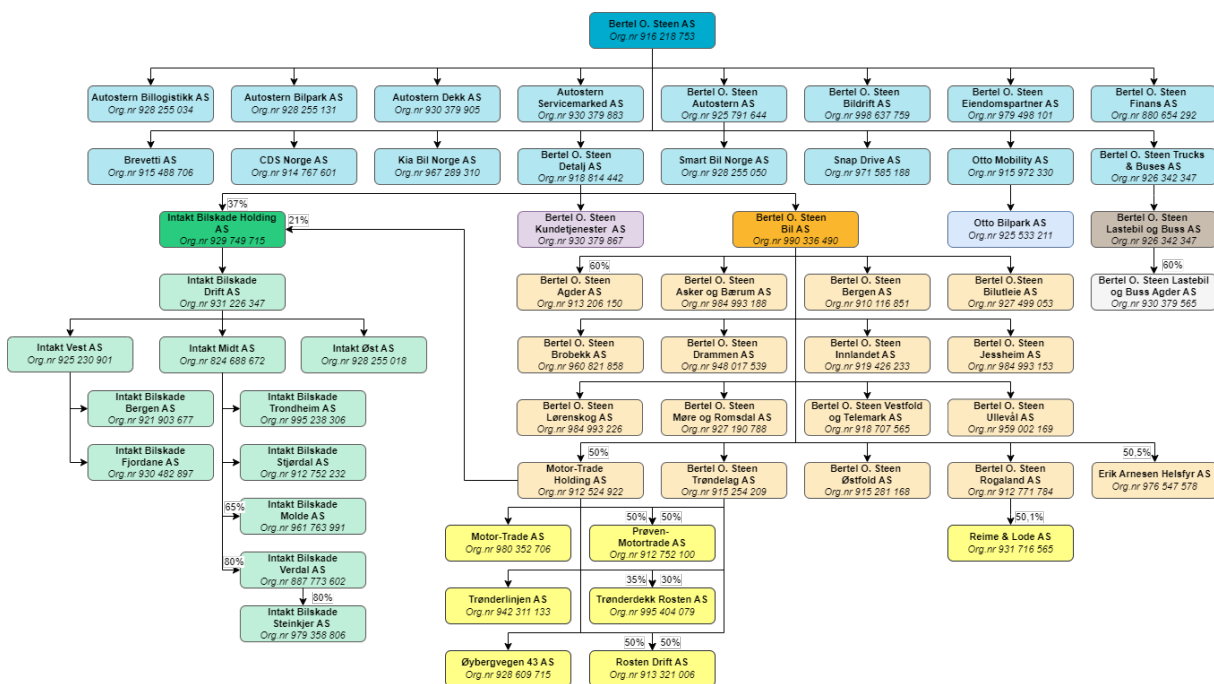 Bertel O. Steen AS
Org.nr 916 218 753
Autostern Billogistikk AS
Org.nr 928 255 034
Autostern Bilpark AS
Org.nr 928 255 131
Autostern Dekk AS
Org.nr 930 379 905
Autostern
Servicemarked AS
Org.nr 930 379 883
Bertel O. Steen
Autostern AS
Org.nr 925 791 644
Bertel O. Steen
Bildrift AS
Org.nr 998 637 759
Bertel O. Steen
Eiendomspartner AS
Org.nr 979 498 101
Bertel O. Steen
Finans AS
Org.nr 880 654 292
Brevetti AS
Org.nr 915 488 706
CDS Norge AS
Org.nr 914 767 601
Kia Bil Norge AS
Org.nr 967 289 310
Bertel O. Steen
Detalj AS
Org.nr 918 814 442
Smart Bil Norge AS
Org.nr 928 255 050
Snap Drive AS
Org.nr 971 585 188
Otto Mobility AS
Org.nr 915 972 330
Bertel O. Steen Trucks
& Buses AS
Org.nr 926 342 347
37%
21%
Intakt Bilskade Holding
AS
Org.nr 929 749 715
Bertel O. Steen
Kundetjenester AS
Org.nr 930 379 867
Bertel O. Steen
Bil AS
Org.nr 990 336 490
Otto Bilpark AS
Org.nr 925 533 211
Bertel O. Steen
Lastebil og Buss AS
Org.nr 926 342 347
60%
60%
Intakt Bilskade
Drift AS
Org.nr 931 226 347
Bertel O. Steen
Agder AS
Org.nr 913 206 150
Bertel O. Steen
Asker og Bærum AS
Org.nr 984 993 188
Bertel O. Steen
Bergen AS
Org.nr 910 116 851
Bertel O. Steen
Bilutleie AS
Org.nr 927 499 053
Bertel O. Steen Lastebil
og Buss Agder AS
Org.nr 930 379 565
Intakt Vest AS
Org.nr 925 230 901
Intakt Midt AS
Org.nr 824 688 672
Intakt Øst AS
Org.nr 928 255 018
Bertel O. Steen
Brobekk AS
Org.nr 960 821 858
Bertel O. Steen
Drammen AS
Org.nr 948 017 539
Bertel O. Steen
Innlandet AS
Org.nr 919 426 233
Bertel O. Steen
Jessheim AS
Org.nr 984 993 153
Intakt Bilskade
Bergen AS
Org.nr 921 903 677
Intakt Bilskade
Trondheim AS
Org.nr 995 238 306
Bertel O. Steen
Lørenskog AS
Org.nr 984 993 226
Bertel O. Steen
Møre og Romsdal AS
Org.nr 927 190 788
Bertel O. Steen Vestfold
og Telemark AS
Org.nr 918 707 565
Bertel O. Steen
Ullevål AS
Org.nr 959 002 169
Intakt Bilskade
Fjordane AS
Org.nr 930 482 897
Intakt Bilskade
Stjørdal AS
Org.nr 912 752 232
50%
50,5%
Motor-Trade
Holding AS
Org.nr 912 524 922
Bertel O. Steen
Trøndelag AS
Org.nr 915 254 209
Bertel O. Steen
Østfold AS
Org.nr 915 281 168
Bertel O. Steen
Rogaland AS
Org.nr 912 771 784
Erik Arnesen Helsfyr AS
Org.nr 976 547 578
65%
Intakt Bilskade
Molde AS
Org.nr 961 763 991
50%
50%
50,1%
Motor-Trade AS
Org.nr 980 352 706
Prøven-
Motortrade AS
Org.nr 912 752 100
Reime & Lode AS
Org.nr 931 716 565
80%
Intakt Bilskade
Verdal AS
Org.nr 887 773 602
35%
30%
Trønderlinjen AS
Org.nr 942 311 133
Trønderdekk Rosten AS
Org.nr 995 404 079
80%
Intakt Bilskade
Steinkjer AS
Org.nr 979 358 806
50%
50%
Øybergvegen 43 AS
Org.nr 928 609 715
Rosten Drift AS
Org.nr 913 321 006